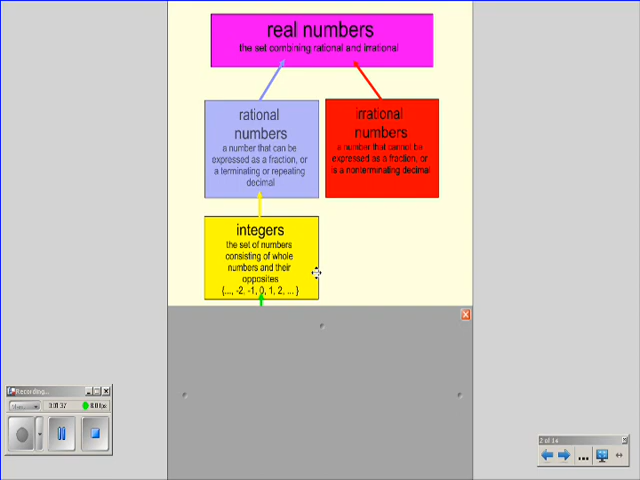 real numbers
the set combining rational and irrational
rational
numbers
a number that can be
expressed as a fraction, or
a terminating or repeating
decimal
irrational
numbers
a number that cannot be
expressed as a fraction, or
is a nonterminating decimal
integers
the set of numbers
consisting of whole
numbers and their
opposites
{..., -2, -1, 0, 1, 2, ... }
Recording...
0:01:37
2 of 14
...